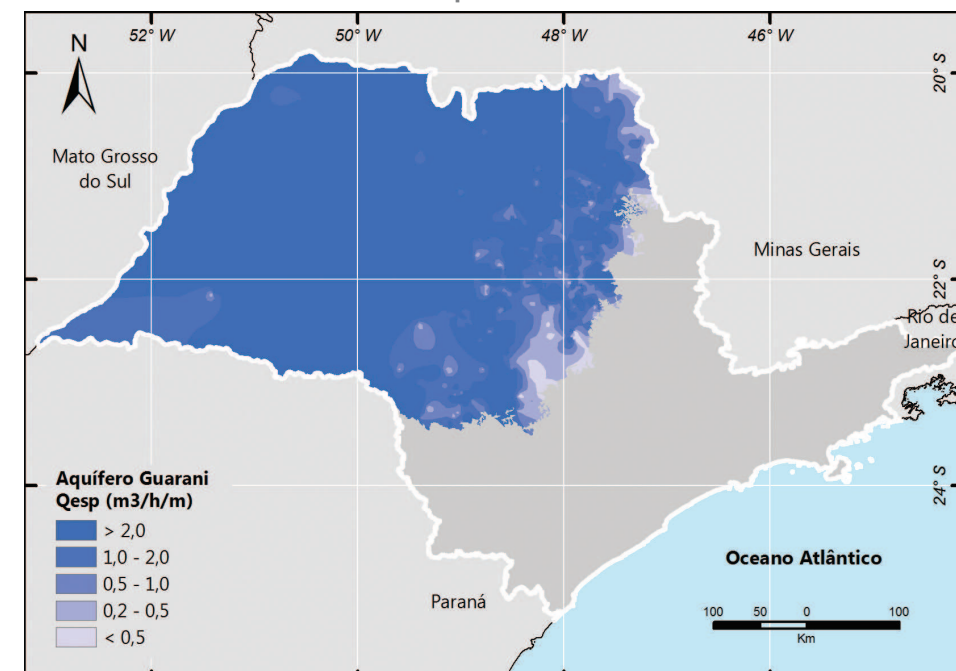 52° W
50° W
48° W
46° W
N
20° S
Mato Grosso
do Sul
Minas Gerais
22° S
Rio de
Janeiro
Aquífero Guarani
Qesp (m3/h/m)
> 2,0
1,0 - 2,0
0,5 - 1,0
0,2 - 0,5
< 0,5
24° S
Oceano Atlântico
Paraná
100 50 0 100
Km